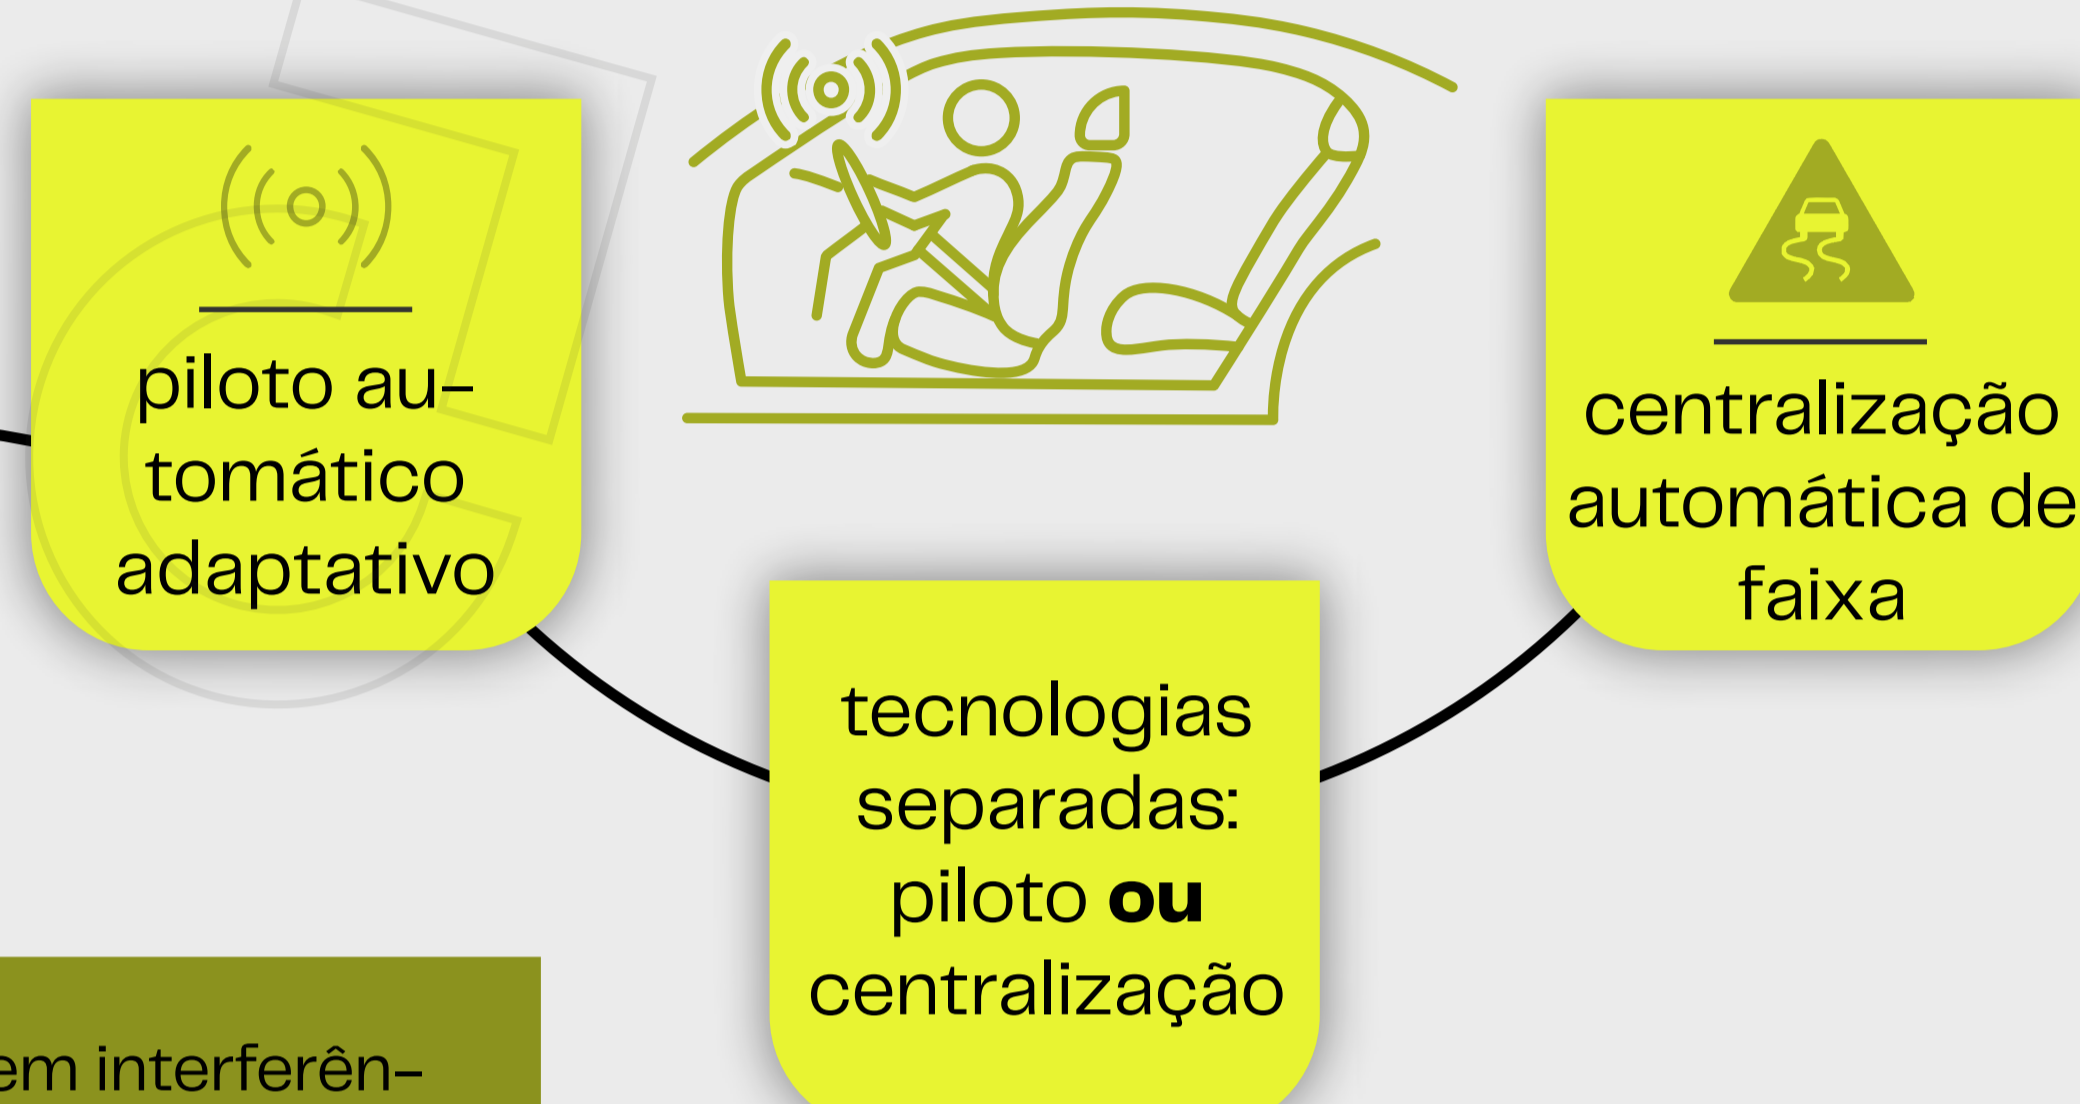 piloto au-
tomático
adaptativo
centralização
automática de
faixa
tecnologias
separadas:
piloto ou
centralização
em interferên-